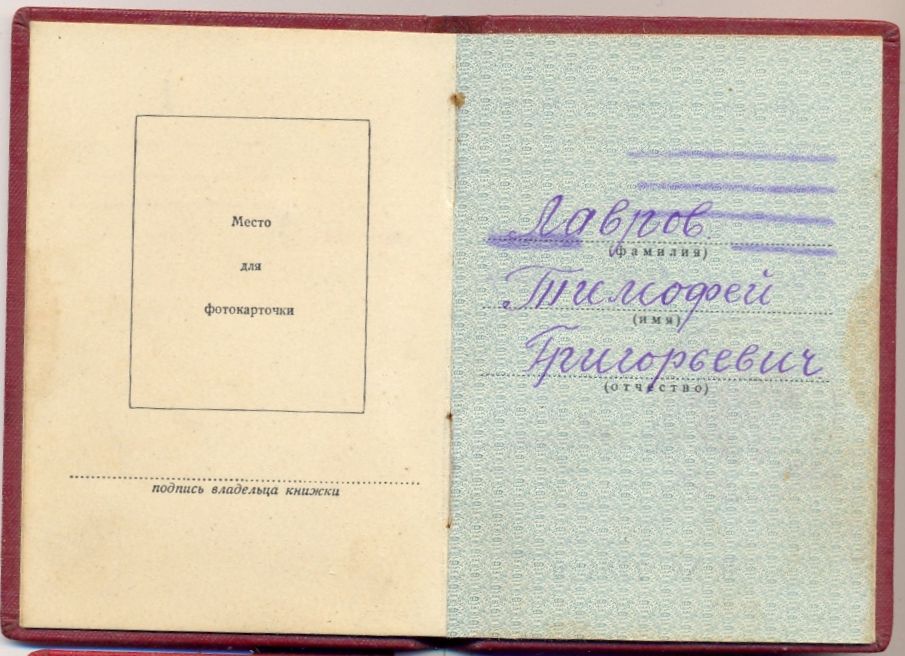 Место
для
фотокарточки
подпись владельца книжки
Лавров
(фамилия)
Тимофей
(имя)
Григорьевич
(отчество)